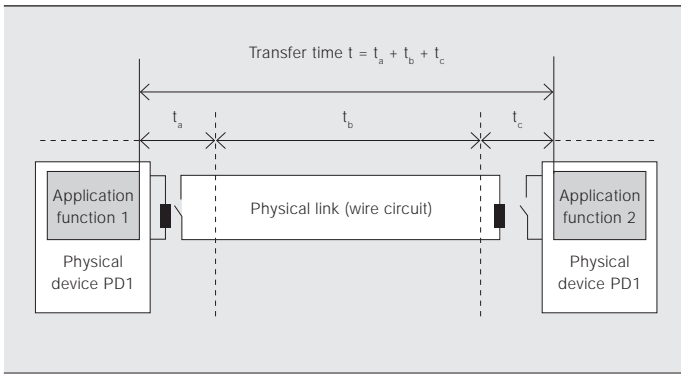 Transfer time t = ta + tb + tc
ta
tb
tc
Application
function 1
Physical link (wire circuit)
Application
function 2
Physical
device PD1
Physical
device PD1